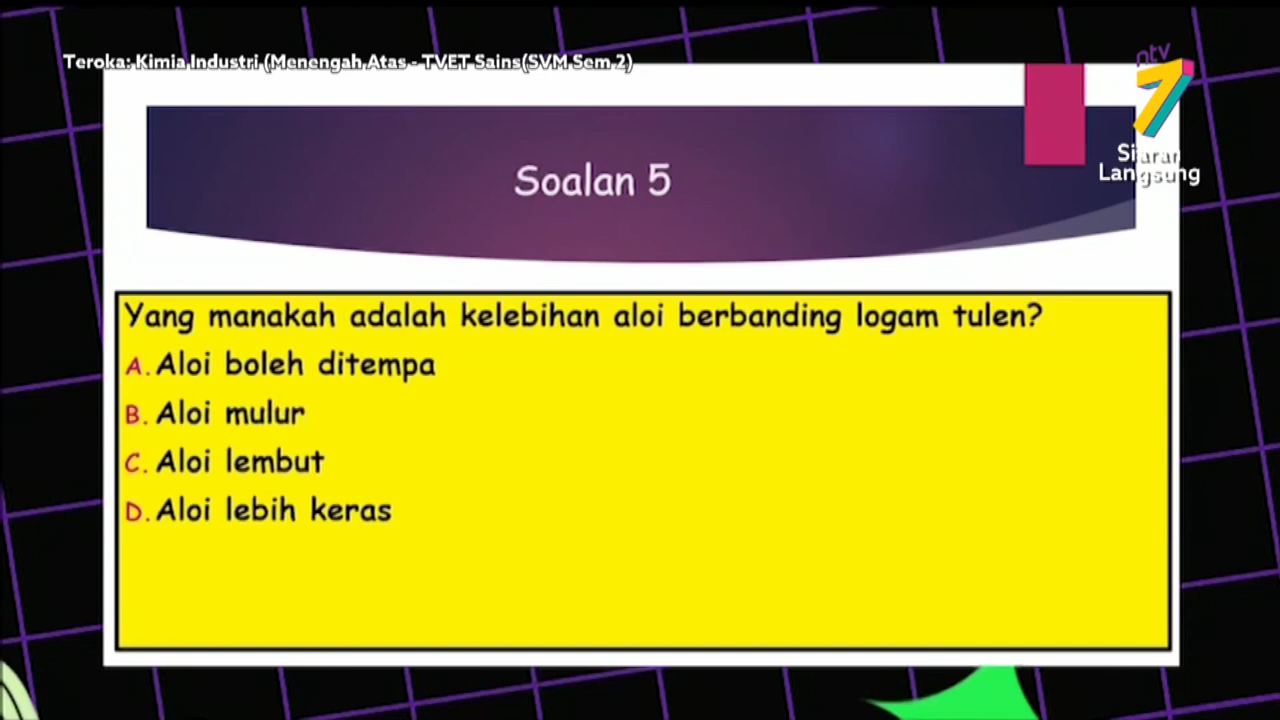 Teroka: Kimia Industri (Menengah Atas - TVET Sains(SVM Sem 2)
ntv
7
Siaran
Langsung
Soalan 5
Yang manakah adalah kelebihan aloi berbanding logam tulen?
A. Aloi boleh ditempa
B. Aloi mulur
C. Aloi lembut
D. Aloi lebih keras